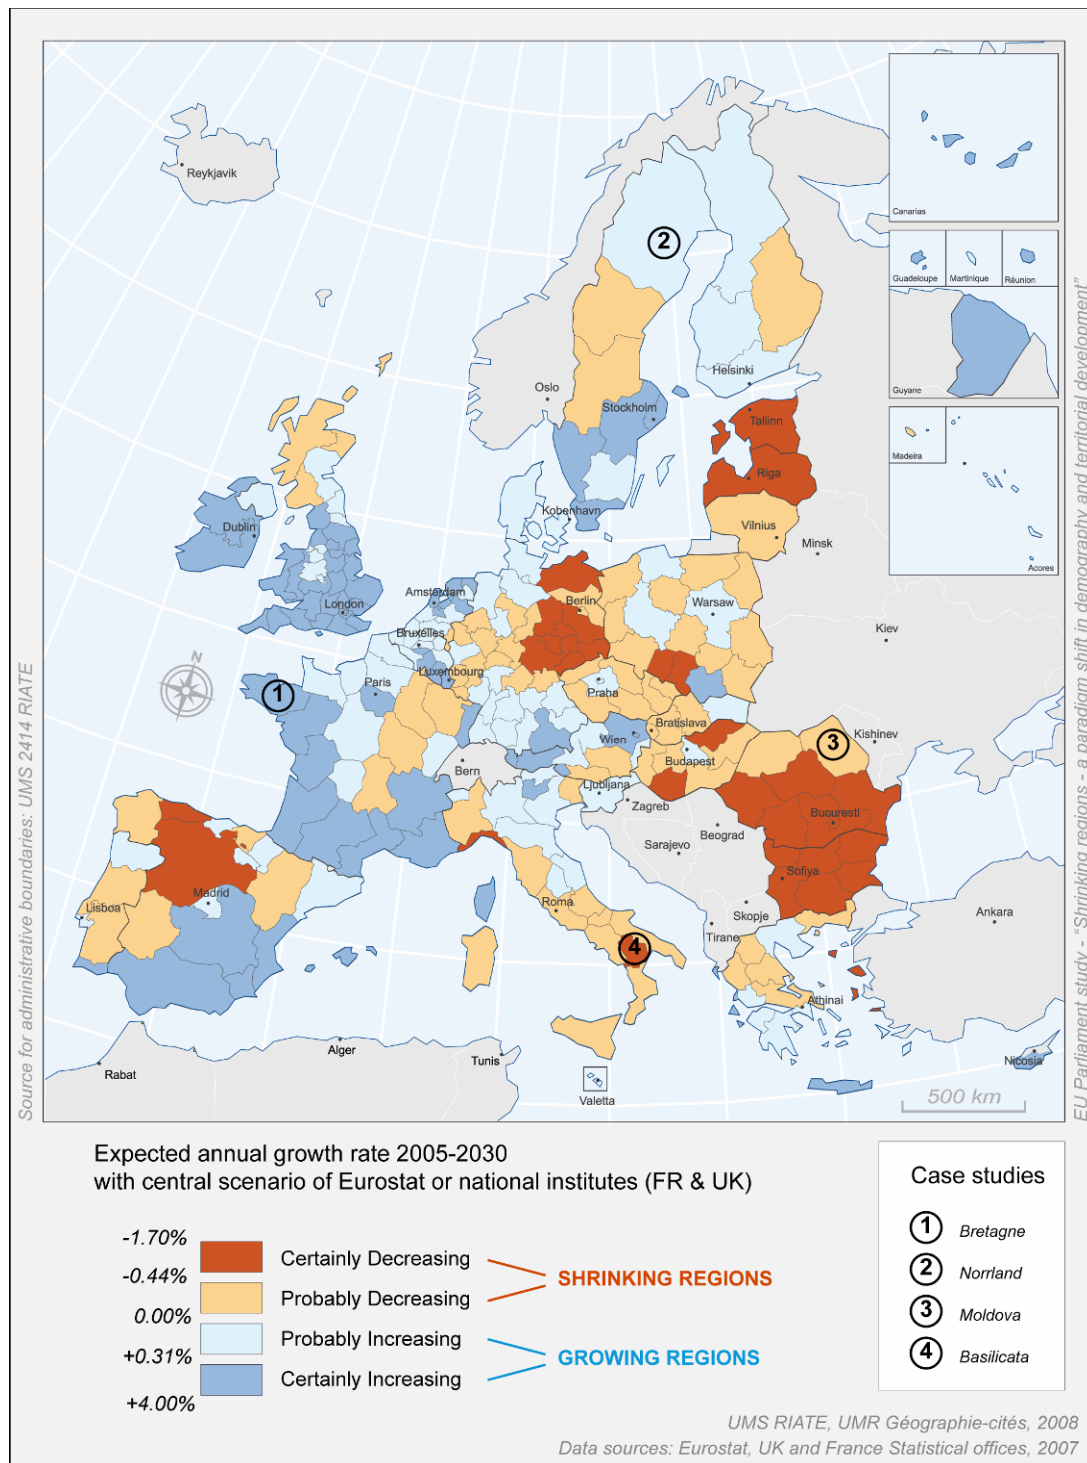 Reykjavik
Canarias
Guadeloupe
Martinique
Réunion
Guyane
Madeira
Acores
2
Helsinki
Oslo
Stockholm
Tallinn
Riga
Kobenhavn
Vilnius
Minsk
Dublin
London
Amsterdam
Berlin
Warsaw
Bruxelles
Kiev
Luxembourg
N
1
Paris
Praha
Bratislava
Wien
3
Kishinev
Budapest
Bern
Ljubljana
Zagreb
Bucuresti
Beograd
Sarajevo
Sofiya
Madrid
Lisboa
Roma
Skopje
Ankara
Tirane
4
Athinai
Alger
Tunis
Nicosia
Rabat
Valetta
500 km
Source for administrative boundaries: UMS 2414 RIATE
EU Parliament study - "Shrinking regions - a paradigm shift in demography and territorial development"
Expected annual growth rate 2005-2030
with central scenario of Eurostat or national institutes (FR & UK)
-1.70%
Certainly Decreasing
-0.44%
SHRINKING REGIONS
Probably Decreasing
0.00%
Probably Increasing
+0.31%
GROWING REGIONS
Certainly Increasing
+4.00%
Case studies
1 Bretagne
2 Norrland
3 Moldova
4 Basilicata
UMS RIATE, UMR Géographie-cités, 2008
Data sources: Eurostat, UK and France Statistical offices, 2007